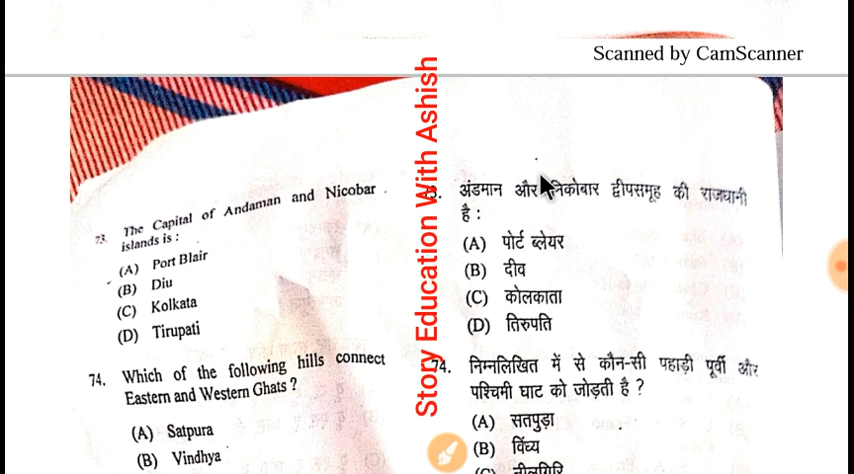 Scanned by CamScanner
73. The Capital of Andaman and Nicobar
islands is :
(A) Port Blair
(B) Diu
(C) Kolkata
(D) Tirupati
74. Which of the following hills connect
Eastern and Western Ghats ?
(A) Satpura
(B) Vindhya
Story Education With Ashish
अंडमान और निकोबार द्वीपसमूह की राजधानी
है :
(A) पोर्ट ब्लेयर
(B) दीव
(C) कोलकाता
(D) तिरुपति
74. निम्नलिखित में से कौन-सी पहाड़ी पूर्वी और
पश्चिमी घाट को जोड़ती है ?
(A) सतपुड़ा
(B) विंध्य
(C) नीलगिरि